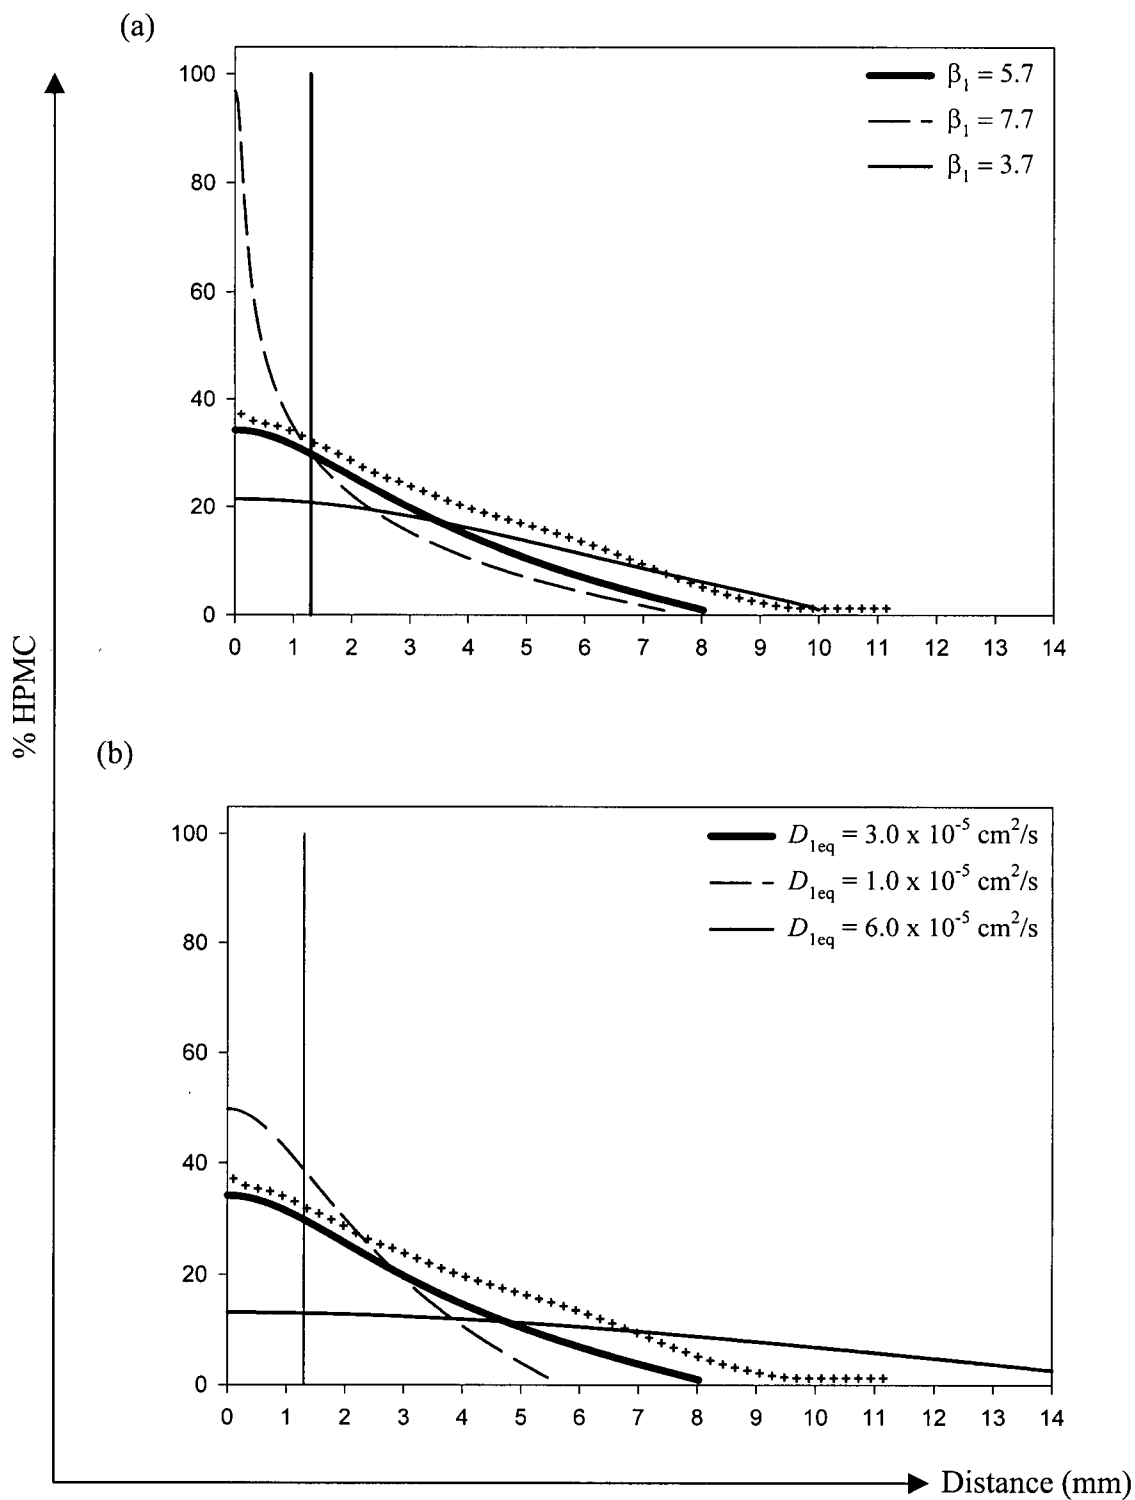 (a)
100
80
60
40
20
0
β₁ = 5.7
β₁ = 7.7
β₁ = 3.7
0 1 2 3 4 5 6 7 8 9 10 11 12 13 14
% HPMC
(b)
100
80
60
40
20
0
D₁eq = 3.0 x 10⁻⁵ cm²/s
D₁eq = 1.0 x 10⁻⁵ cm²/s
D₁eq = 6.0 x 10⁻⁵ cm²/s
0 1 2 3 4 5 6 7 8 9 10 11 12 13 14
Distance (mm)